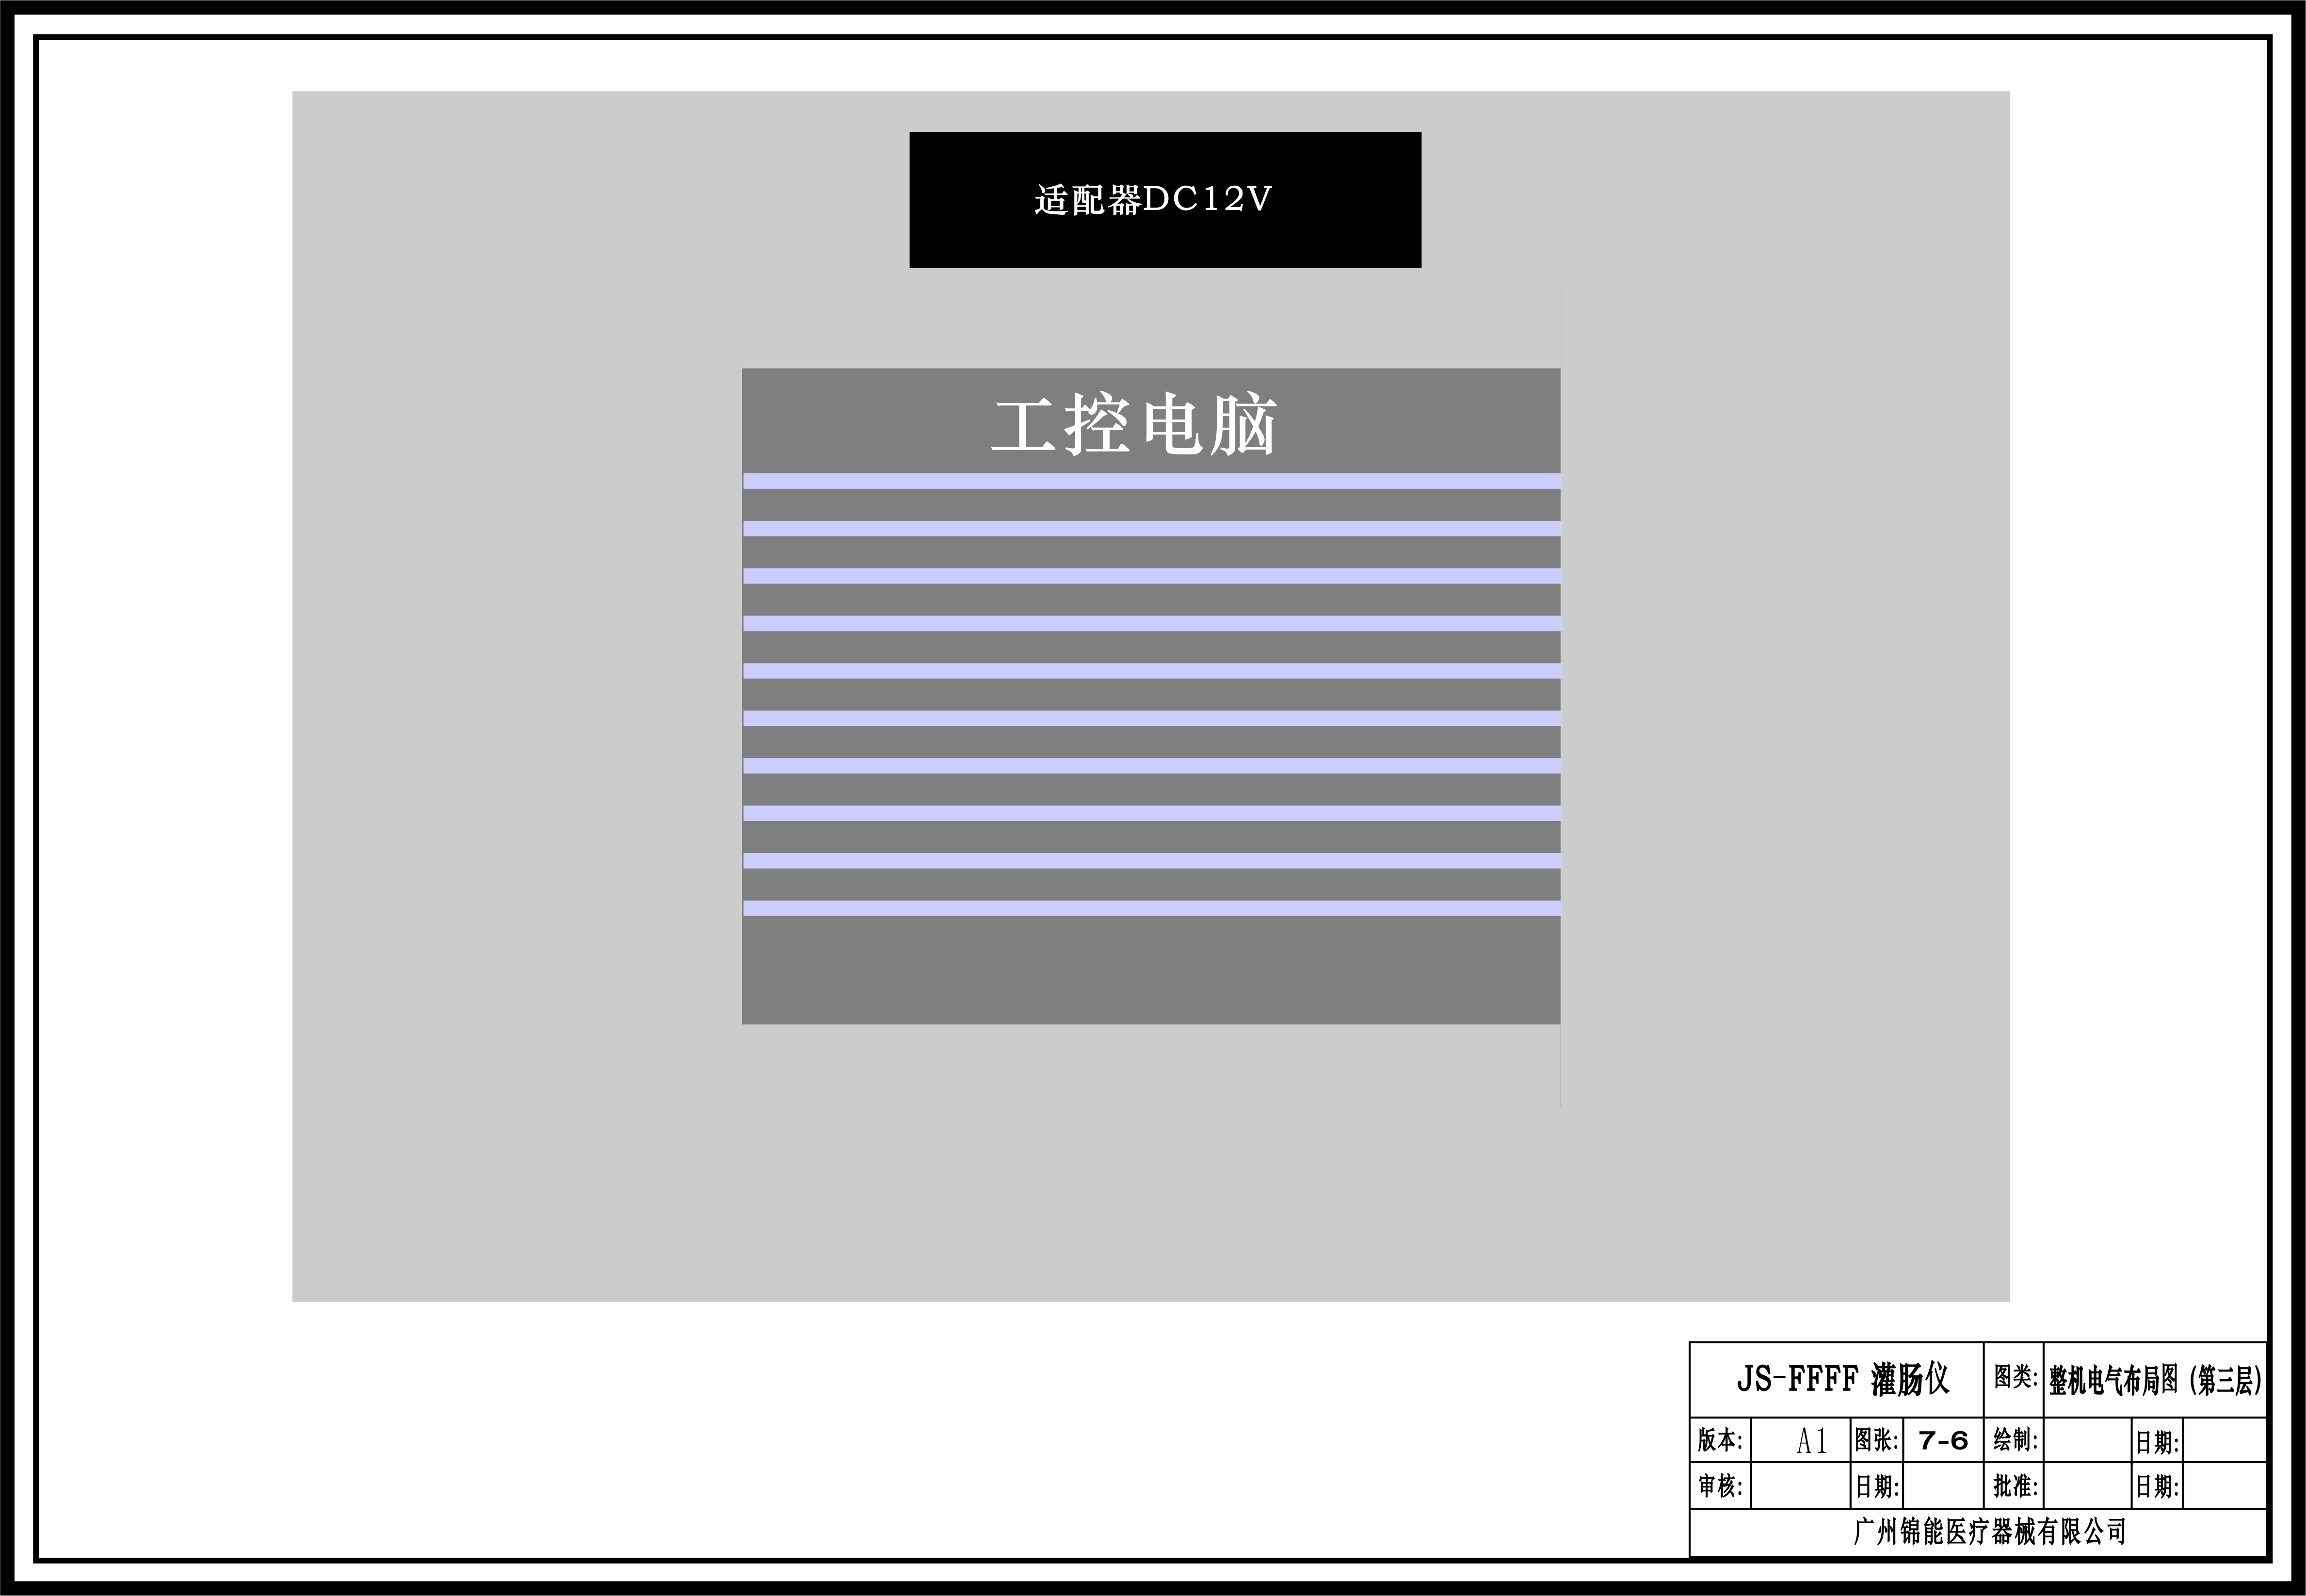 适配器DC12V
工控电脑
JS-FFFF 灌肠仪 图类: 整机电气布局图(第三层)
版本: A1 图张: 7-6 绘制: 日期:
审核: 日期: 批准: 日期:
广州锦能医疗器械有限公司